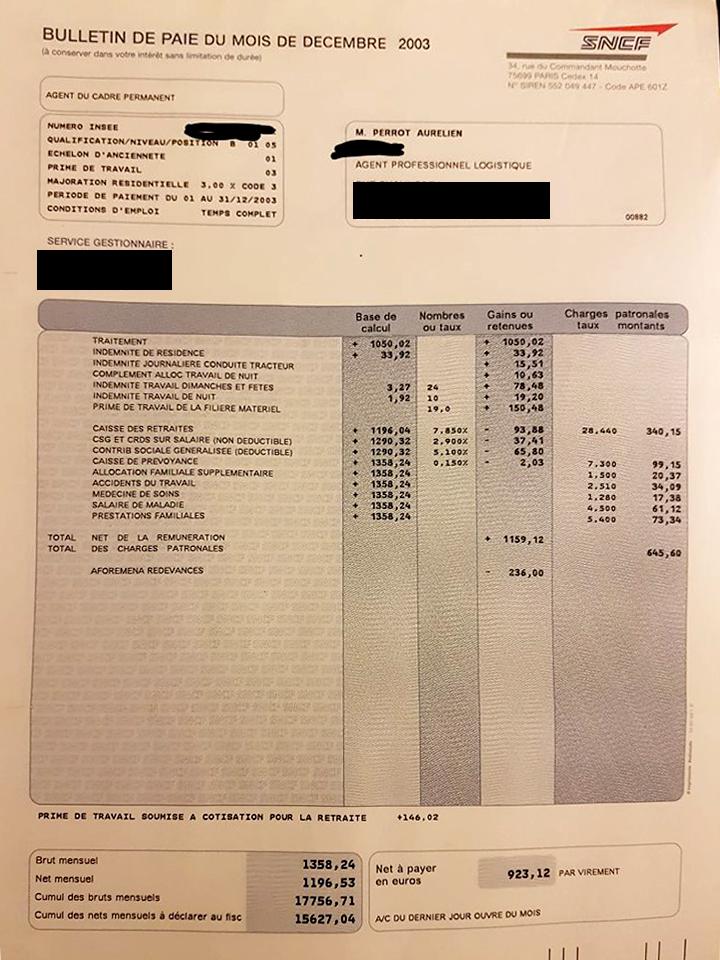 BULLETIN DE PAIE DU MOIS DE DECEMBRE 2003
(à conserver dans votre intérêt sans limitation de durée)
SNCF
34, rue du Commandant Mouchotte
75699 PARIS Cedex 14
N° SIREN 552 049 447 - Code APE 601Z
AGENT DU CADRE PERMANENT
NUMERO INSEE
QUALIFICATION/NIVEAU/POSITION B 01 05
ECHELON D'ANCIENNETE 01
PRIME DE TRAVAIL 03
MAJORATION RESIDENTIELLE 3,00 % CODE 3
PERIODE DE PAIEMENT DU 01 AU 31/12/2003
CONDITIONS D'EMPLOI TEMPS COMPLET
M. PERROT AURELIEN
AGENT PROFESSIONNEL LOGISTIQUE
00882
SERVICE GESTIONNAIRE :
Base de calcul Nombres ou taux Gains ou retenues Charges patronales taux montants
TRAITEMENT + 1050,02 + 1050,02
INDEMNITE DE RESIDENCE + 33,92 + 33,92
INDEMNITE JOURNALIERE CONDUITE TRACTEUR + 15,51
COMPLEMENT ALLOC TRAVAIL DE NUIT + 10,63
INDEMNITE TRAVAIL DIMANCHES ET FETES 3,27 24 + 78,48
INDEMNITE TRAVAIL DE NUIT 1,92 10 + 19,20
PRIME DE TRAVAIL DE LA FILIERE MATERIEL 19,0 + 150,48
CAISSE DES RETRAITES + 1196,04 7.850% - 93,88 28.440 340,15
CSG ET CRDS SUR SALAIRE (NON DEDUCTIBLE) + 1290,32 2,900% - 37,41
CONTRIB SOCIALE GENERALISEE (DEDUCTIBLE) + 1290,32 5.100% - 65,80
CAISSE DE PREVOYANCE + 1358,24 0,150% - 2,03 7.300 99,15
ALLOCATION FAMILIALE SUPPLEMENTAIRE + 1358,24 1,500 20,37
ACCIDENTS DU TRAVAIL + 1358,24 2,510 34,09
MEDECINE DE SOINS + 1358,24 1,280 17,38
SALAIRE DE MALADIE + 1358,24 4,500 61,12
PRESTATIONS FAMILIALES + 1358,24 5.400 73,34
TOTAL NET DE LA REMUNERATION + 1159,12
TOTAL DES CHARGES PATRONALES 645,60
AFOREMENA REDEVANCES - 236,00
PRIME DE TRAVAIL SOUMISE A COTISATION POUR LA RETRAITE +146,02
Brut mensuel 1358,24
Net mensuel 1196,53
Cumul des bruts mensuels 17756,71
Cumul des nets mensuels à déclarer au fisc 15627,04
Net à payer en euros 923,12 PAR VIREMENT
A/C DU DERNIER JOUR OUVRE DU MOIS